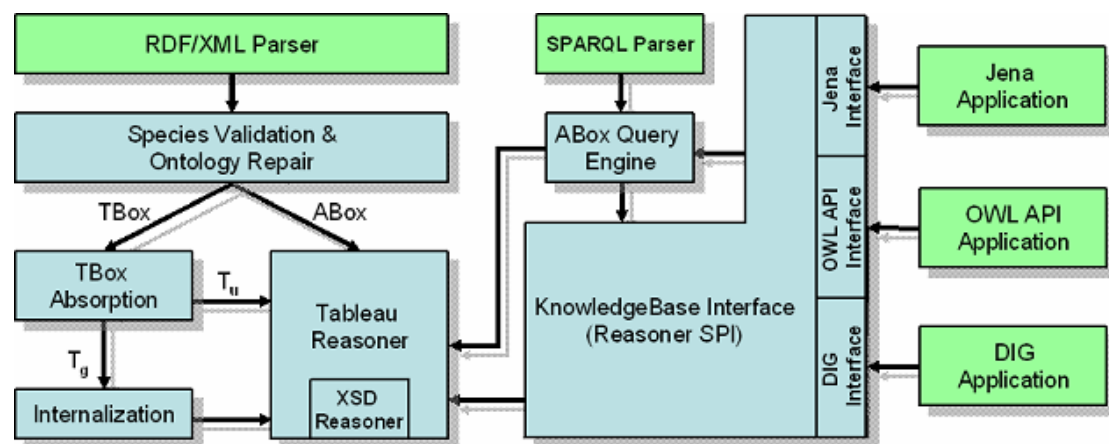 RDF/XML Parser
SPARQL Parser
Species Validation &
Ontology Repair
TBox
ABox
TBox
Absorption
T_u
T_g
Internalization
Tableau
Reasoner
XSD
Reasoner
ABox Query
Engine
KnowledgeBase Interface
(Reasoner SPI)
Jena
Interface
OWL API
Interface
DIG
Interface
Jena
Application
OWL API
Application
DIG
Application